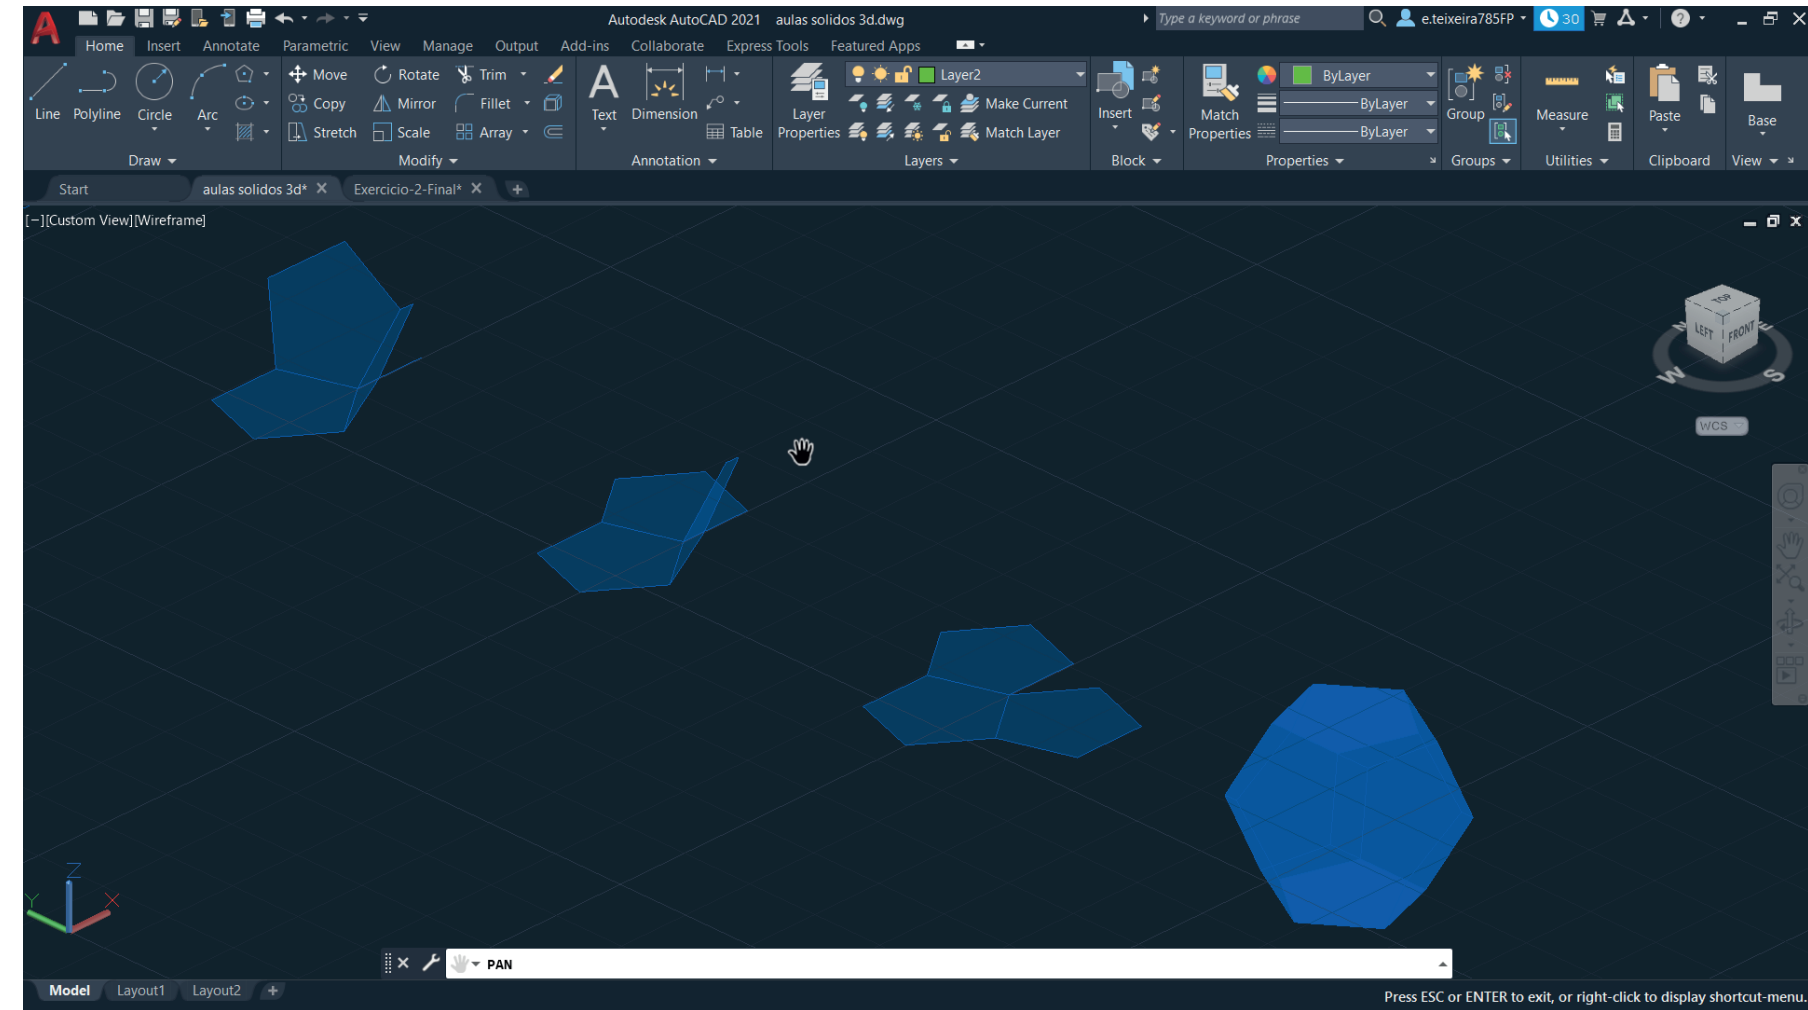 Autodesk AutoCAD 2021 aulas solidos 3d.dwg
Type a keyword or phrase
e.teixeira785FP
30
Home Insert Annotate Parametric View Manage Output Add-ins Collaborate Express Tools Featured Apps
Line Polyline Circle Arc
Move Rotate Trim
Copy Mirror Fillet
Stretch Scale Array
Text Dimension
Table
Layer Properties
Layer2
Make Current
Match Layer
Insert
Match Properties
ByLayer
ByLayer
ByLayer
Group
Measure
Paste
Base
Draw Modify Annotation Layers Block Properties Groups Utilities Clipboard View
Start aulas solidos 3d* Exercicio-2-Final*
[−][Custom View][Wireframe]
TOP
LEFT FRONT
N E
W S
WCS
Z
Y X
PAN
Model Layout1 Layout2
Press ESC or ENTER to exit, or right-click to display shortcut-menu.